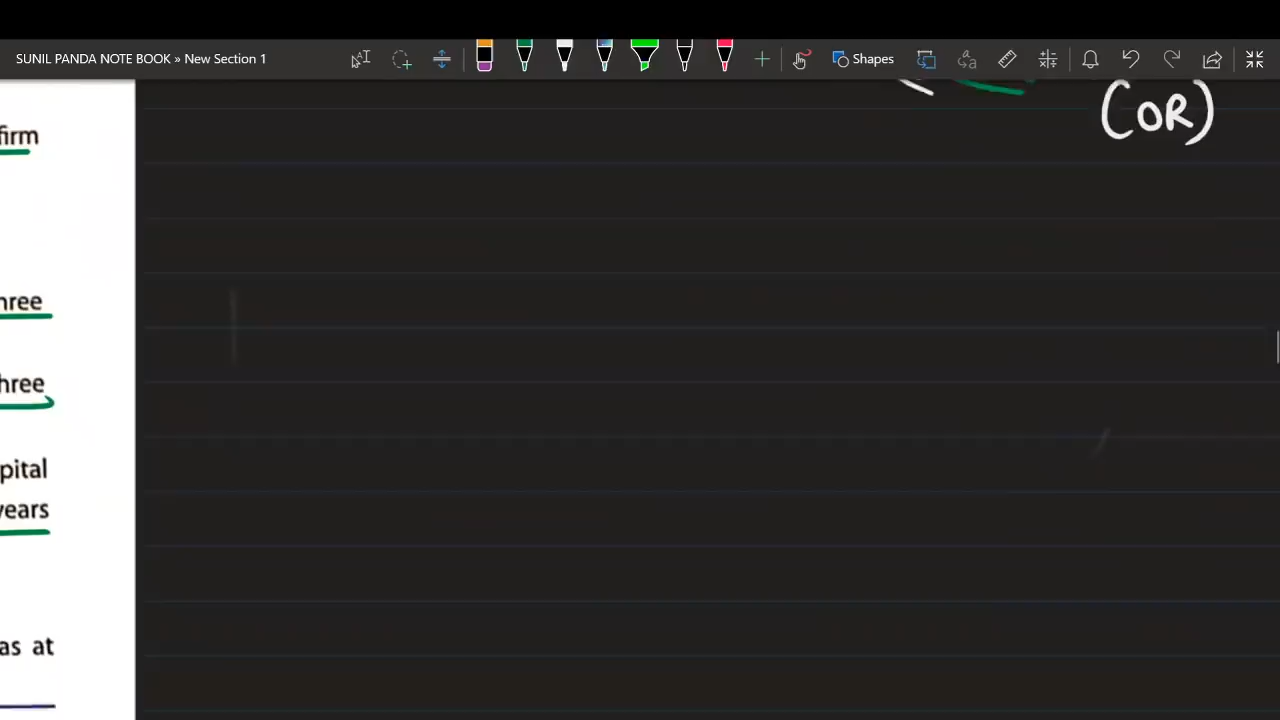 SUNIL PANDA NOTE BOOK » New Section 1
Shapes
(OR)
firm
hree
hree
pital
years
as at